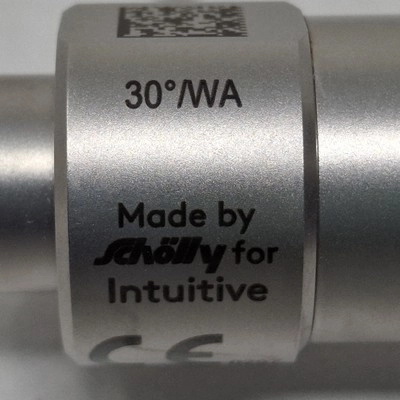 30°/WA
Made by
Schölly for
Intuitive
CE